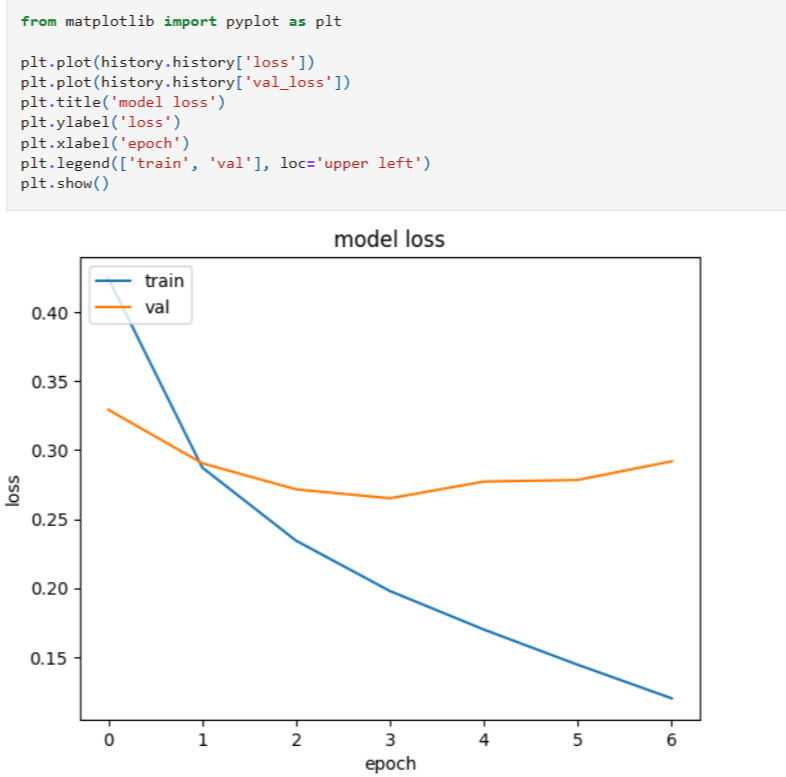 from matplotlib import pyplot as plt
plt.plot(history.history['loss'])
plt.plot(history.history['val_loss'])
plt.title('model loss')
plt.ylabel('loss')
plt.xlabel('epoch')
plt.legend(['train', 'val'], loc='upper left')
plt.show()
model loss
train
val
0.40
0.35
0.30
0.25
0.20
0.15
loss
0 1 2 3 4 5 6
epoch